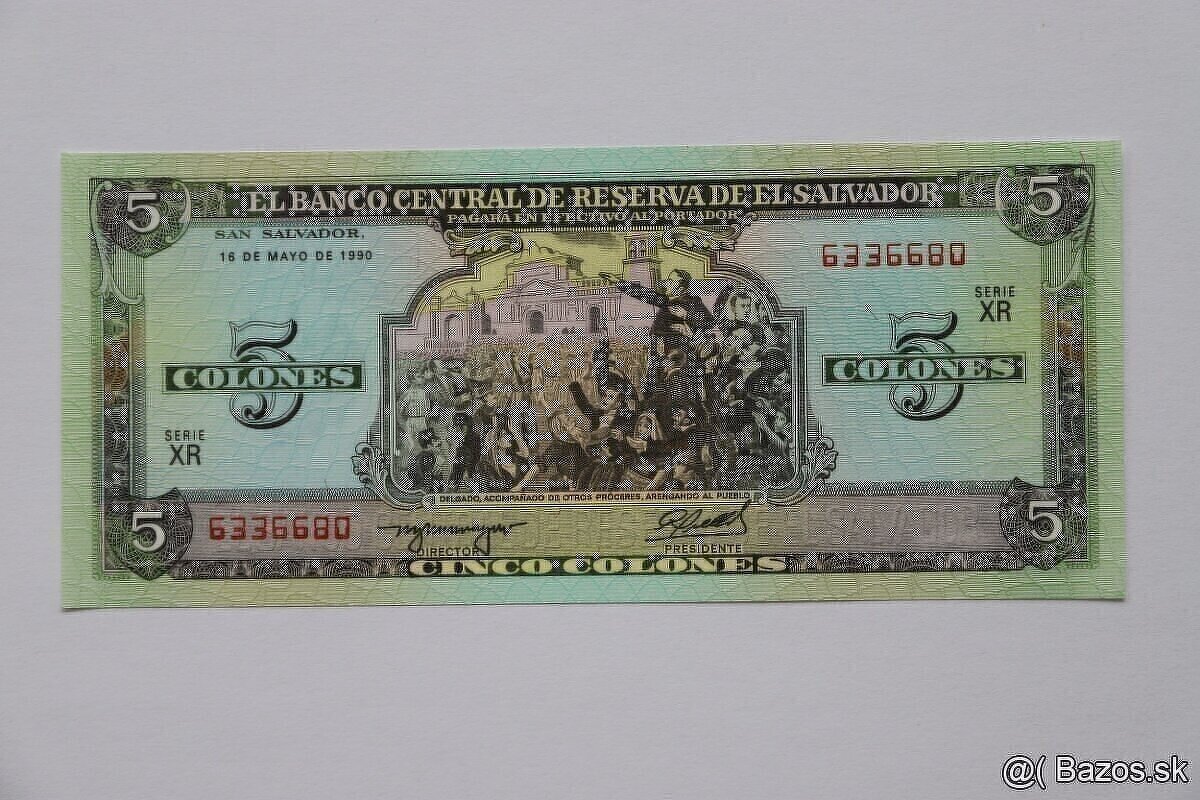 5 EL BANCO CENTRAL DE RESERVA DE EL SALVADOR 5
PAGARÁ EN EFECTIVO AL PORTADOR
SAN SALVADOR,
16 DE MAYO DE 1990
6336680
SERIE
XR
5
COLONES
5
COLONES
SERIE
XR
DELGADO, ACOMPAÑADO DE OTROS PRÓCERES, ARENGANDO AL PUEBLO
5 6336680 5
DIRECTOR PRESIDENTE
CINCO COLONES
@( Bazos.sk